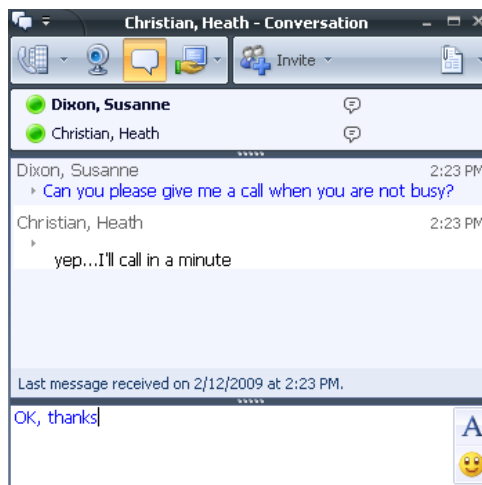 Christian, Heath - Conversation
Invite
Dixon, Susanne
Christian, Heath
Dixon, Susanne 2:23 PM
Can you please give me a call when you are not busy?
Christian, Heath 2:23 PM
yep...I'll call in a minute
Last message received on 2/12/2009 at 2:23 PM.
OK, thanks
A